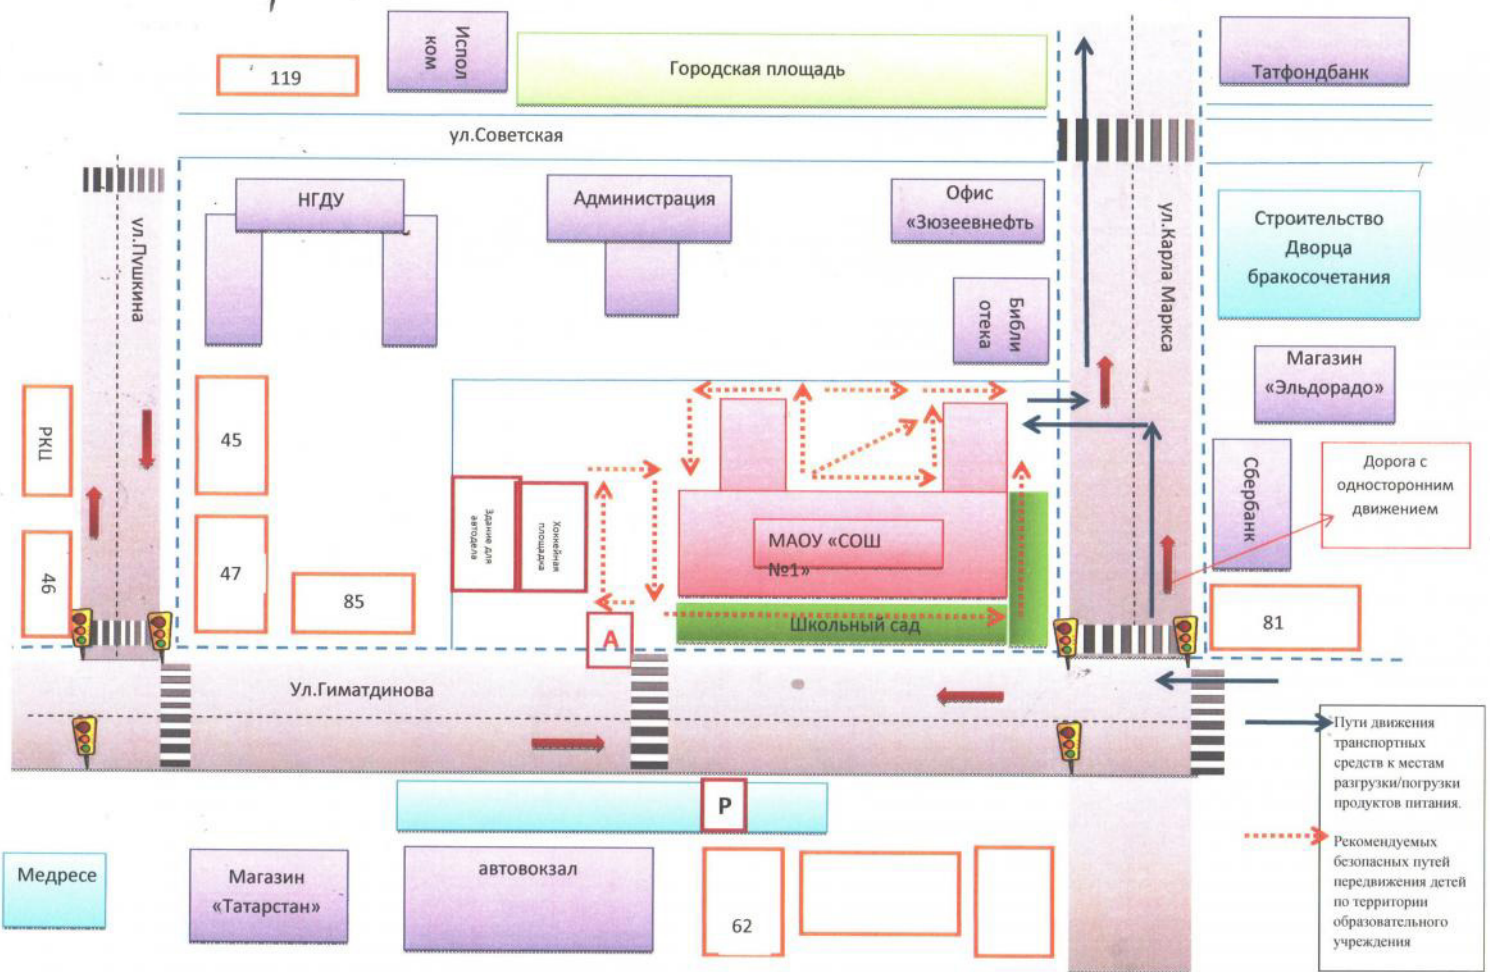 Испол
ком
119
Городская площадь
Татфондбанк
ул.Советская
НГДУ
Администрация
Офис
«Зюзеевнефть
ул.Пушкина
ул.Карла Маркса
Строительство
Дворца
бракосочетания
Библи
отека
Магазин
«Эльдорадо»
РКЦ
45
Сбербанк
Дорога с
односторонним
движением
Здание для
автодела
Хоккейная
площадка
МАОУ «СОШ
№1»
46
47
85
А
Школьный сад
81
Ул.Гиматдинова
Пути движения
транспортных
средств к местам
разгрузки/погрузки
продуктов питания.
Р
Рекомендуемых
безопасных путей
передвижения детей
по территории
образовательного
учреждения
Медресе
Магазин
«Татарстан»
автовокзал
62